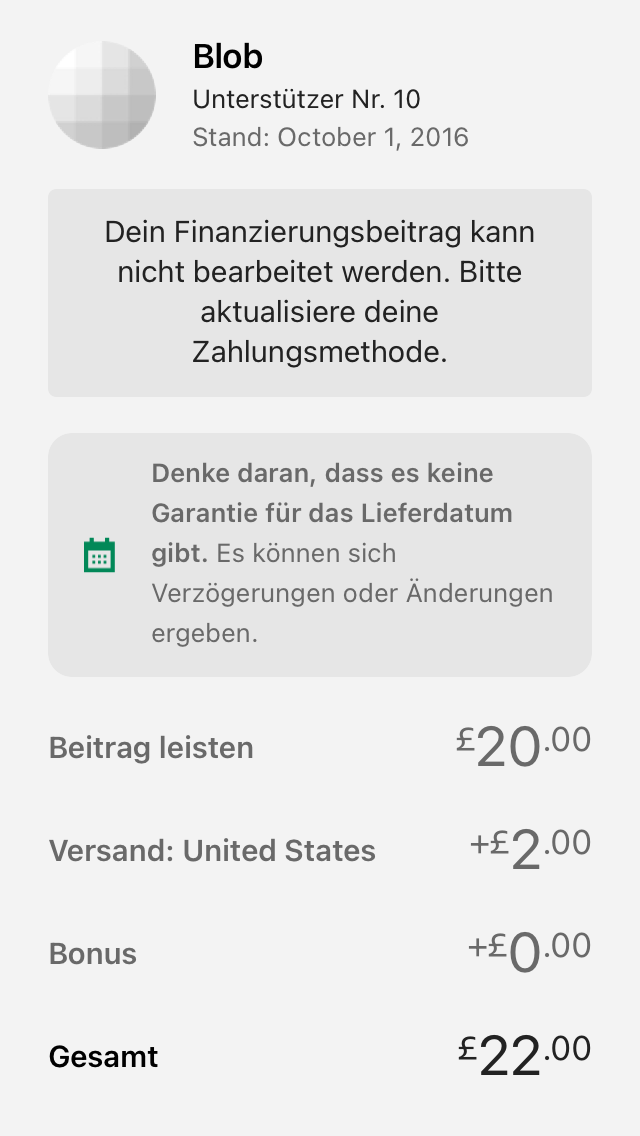 Blob
Unterstützer Nr. 10
Stand: October 1, 2016
Dein Finanzierungsbeitrag kann
nicht bearbeitet werden. Bitte
aktualisiere deine
Zahlungsmethode.
Denke daran, dass es keine
Garantie für das Lieferdatum
gibt. Es können sich
Verzögerungen oder Änderungen
ergeben.
Beitrag leisten £20.00
Versand: United States +£2.00
Bonus +£0.00
Gesamt £22.00